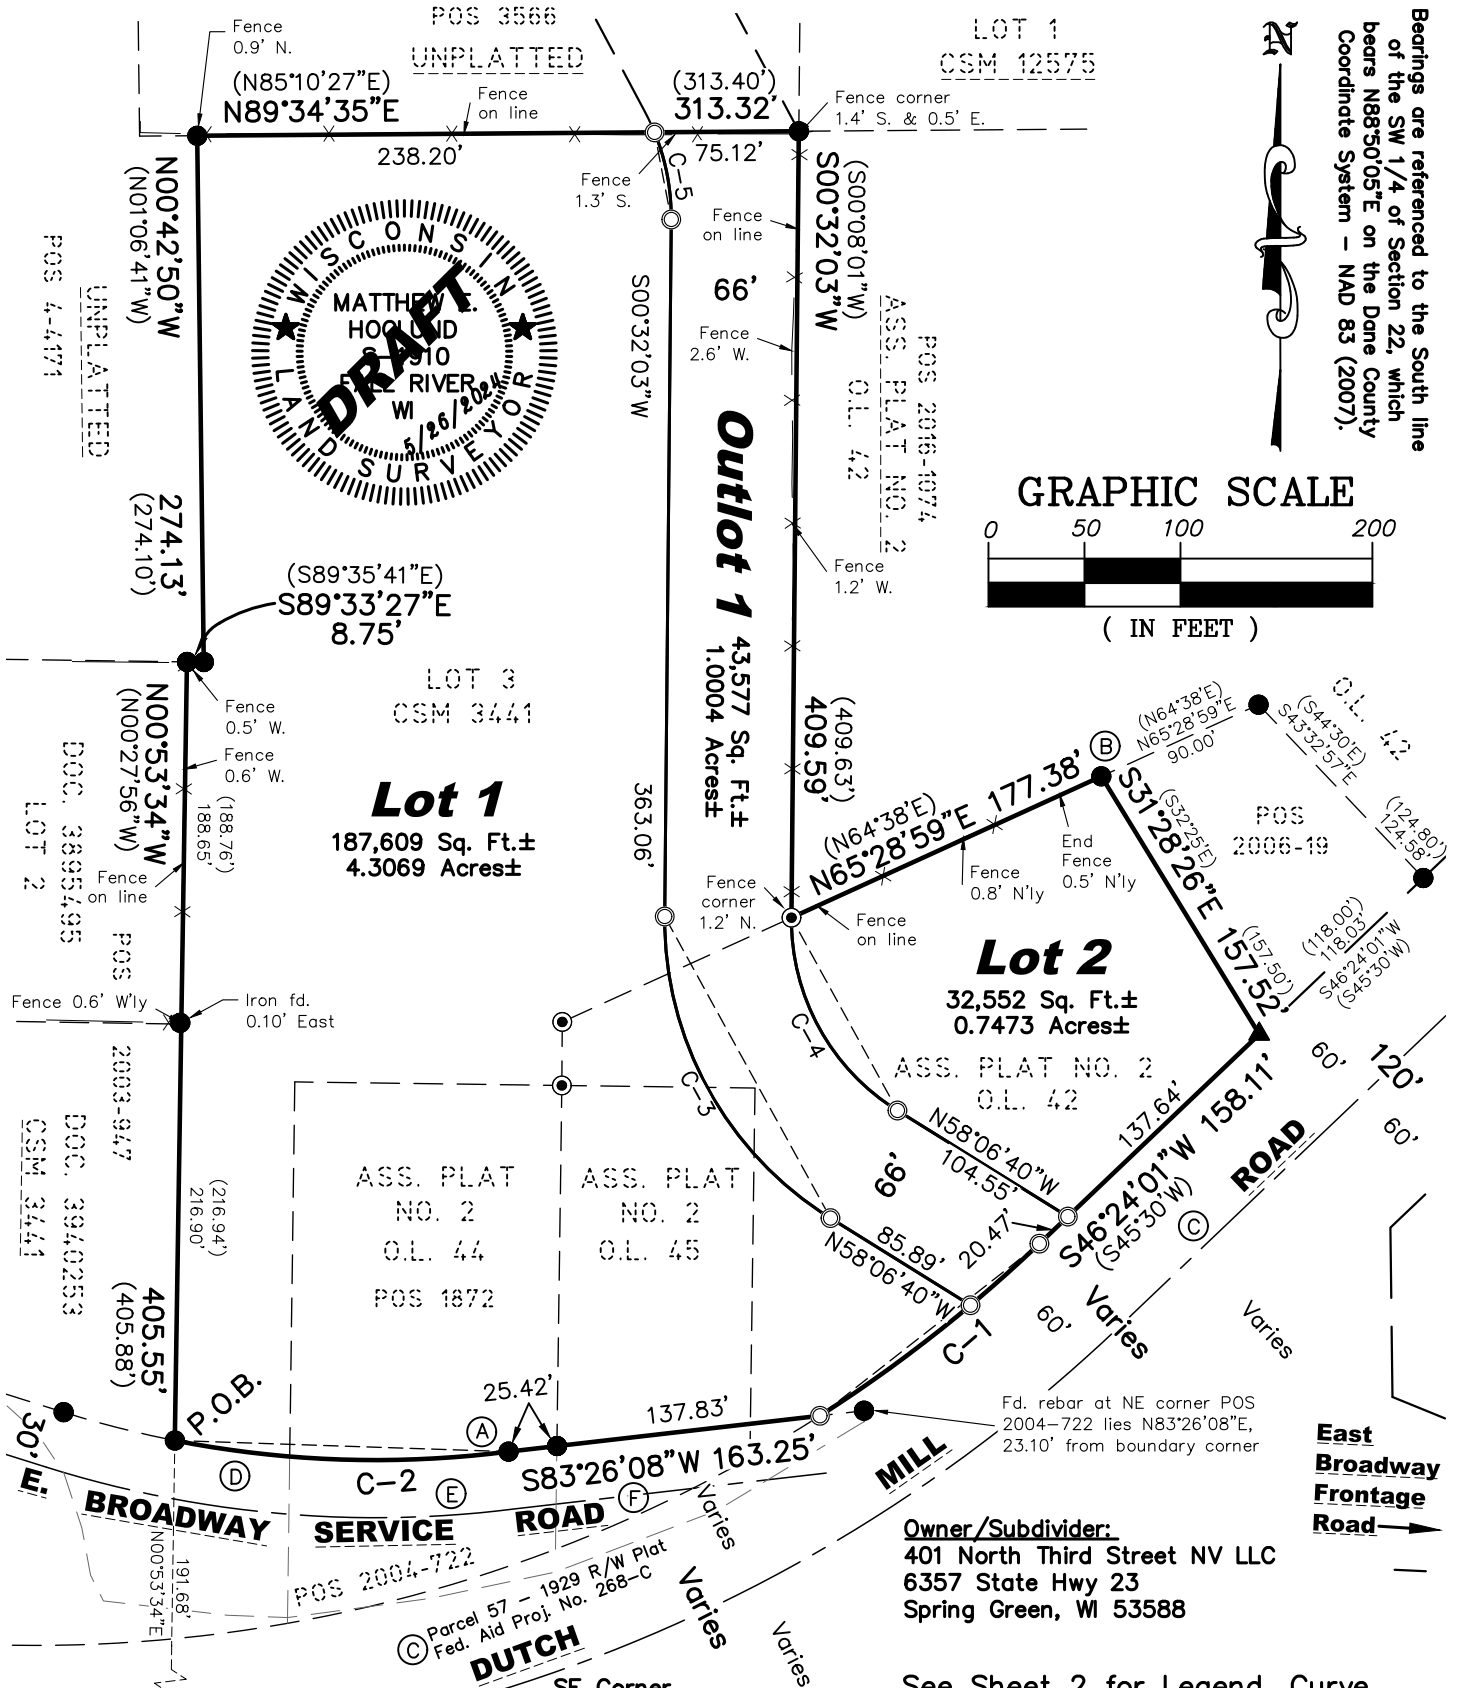 POS 3566
UNPLATTED
LOT 1
CSM 12575
Fence
0.9' N.
(N85°10'27"E)
N89°34'35"E
Fence
on line
(313.40')
313.32'
Fence corner
1.4' S. & 0.5' E.
238.20'
75.12'
C-5
Fence
1.3' S.
Fence
on line
N00°42'50"W
(N01°06'41"W)
S00°32'03"W
(S00°08'01"W)
66'
S00°32'03"W
Fence
2.6' W.
POS 4-4171
UNPLATTED
WISCONSIN
MATTHEW E.
HOGLUND
FALL RIVER,
WI
LAND SURVEYOR
DRAFT
5/26/2024
Bearings are referenced to the South line
of the SW 1/4 of Section 22, which
bears N88°50'05"E on the Dane County
Coordinate System - NAD 83 (2007).
N
ASS. PLAT NO. 2
O.L. 42
POS 2016-1074
GRAPHIC SCALE
0 50 100 200
( IN FEET )
274.13'
(274.10')
(S89°35'41"E)
S89°33'27"E
8.75'
Outlot 1
43,577 Sq. Ft.±
1.0004 Acres±
Fence
1.2' W.
LOT 3
CSM 3441
Fence
0.5' W.
Fence
0.6' W.
N00°53'34"W
(N00°27'56"W)
(188.76')
188.65'
Lot 1
187,609 Sq. Ft.±
4.3069 Acres±
363.06'
409.59'
(409.63')
LOT 2
DOC. 3895495
POS 2003-947
Fence
on line
Fence
corner
1.2' N.
(N64°38'E)
N65°28'59"E 177.38'
B
(N64°38'E)
N65°28'59"E
90.00'
(S44°30'E)
S43°32'57"E
O.L. 42
(124.80')
124.58'
POS
2006-19
S31°28'26"E 157.52'
(S32°25'E)
(157.50')
End
Fence
0.5' N'ly
Fence
0.8' N'ly
Fence
on line
(118.00')
118.03'
S46°24'01"W
(S45°30'W)
Lot 2
32,552 Sq. Ft.±
0.7473 Acres±
ASS. PLAT NO. 2
O.L. 42
Fence 0.6' W'ly
Iron fd.
0.10' East
C-4
C-3
60'
120'
60'
137.64'
S46°24'01"W 158.11'
(S45°30'W)
ROAD
C
N58°06'40"W
104.55'
66'
20.47'
85.89'
N58°06'40"W
CSM 3441
DOC. 3940253
(216.94')
216.90'
ASS. PLAT
NO. 2
O.L. 44
POS 1872
ASS. PLAT
NO. 2
O.L. 45
405.55'
(405.88')
60'
Varies
Varies
C-1
P.O.B.
25.42'
A
137.83'
Fd. rebar at NE corner POS
2004-722 lies N83°26'08"E,
23.10' from boundary corner
30'
D
C-2
E
S83°26'08"W 163.25'
F
MILL
East
Broadway
Frontage
Road
E.
BROADWAY
SERVICE
ROAD
Varies
191.68'
N00°53'34"E
POS 2004-722
C
Parcel 57 - 1929 R/W Plat
Fed. Aid Proj. No. 268-C
DUTCH
Varies
Varies
Owner/Subdivider:
401 North Third Street NV LLC
6357 State Hwy 23
Spring Green, WI 53588
SE Corner
See Sheet 2 for Legend, Curve